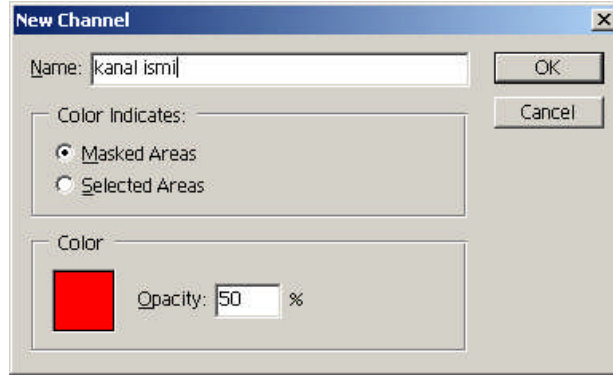 New Channel
Name: kanal ismi
OK
Cancel
Color Indicates:
Masked Areas
Selected Areas
Color
Opacity: 50 %